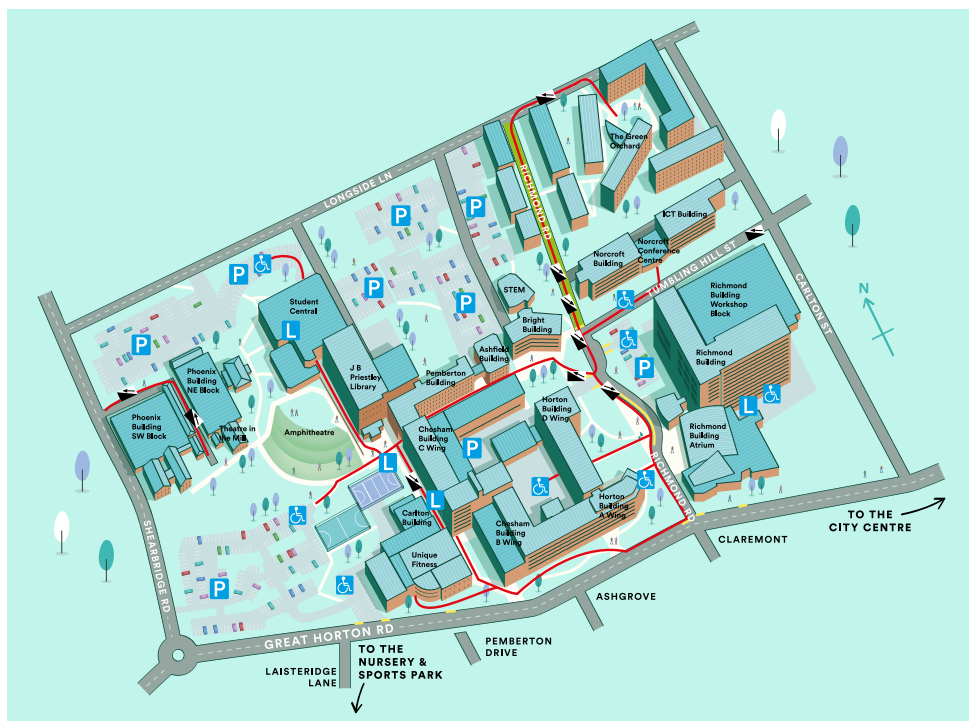 The Green
Orchard
RICHMOND RD
LONGSIDE LN
P
P
ICT Building
Norcroft
Conference
Centre
Norcroft
Building
TUMBLING HILL ST
CARLTON ST
N
P
STEM
P
P
Student
Central
L
Bright
Building
Richmond
Building
Workshop
Block
P
Ashfield
Building
Richmond
Building
P
Phoenix
Building
NE Block
J B
Priestley
Library
Pemberton
Building
Horton
Building
D Wing
L
Phoenix
Building
SW Block
Theatre in
the Mill
Amphitheatre
Chesham
Building
C Wing
P
Richmond
Building
Atrium
L
RICHMOND RD
L
Horton
Building
A Wing
Carlton
Building
Chesham
Building
B Wing
TO THE
CITY CENTRE
SHEARBRIDGE RD
Unique
Fitness
CLAREMONT
P
ASHGROVE
GREAT HORTON RD
PEMBERTON
DRIVE
TO THE
NURSERY &
SPORTS PARK
LAISTERIDGE
LANE